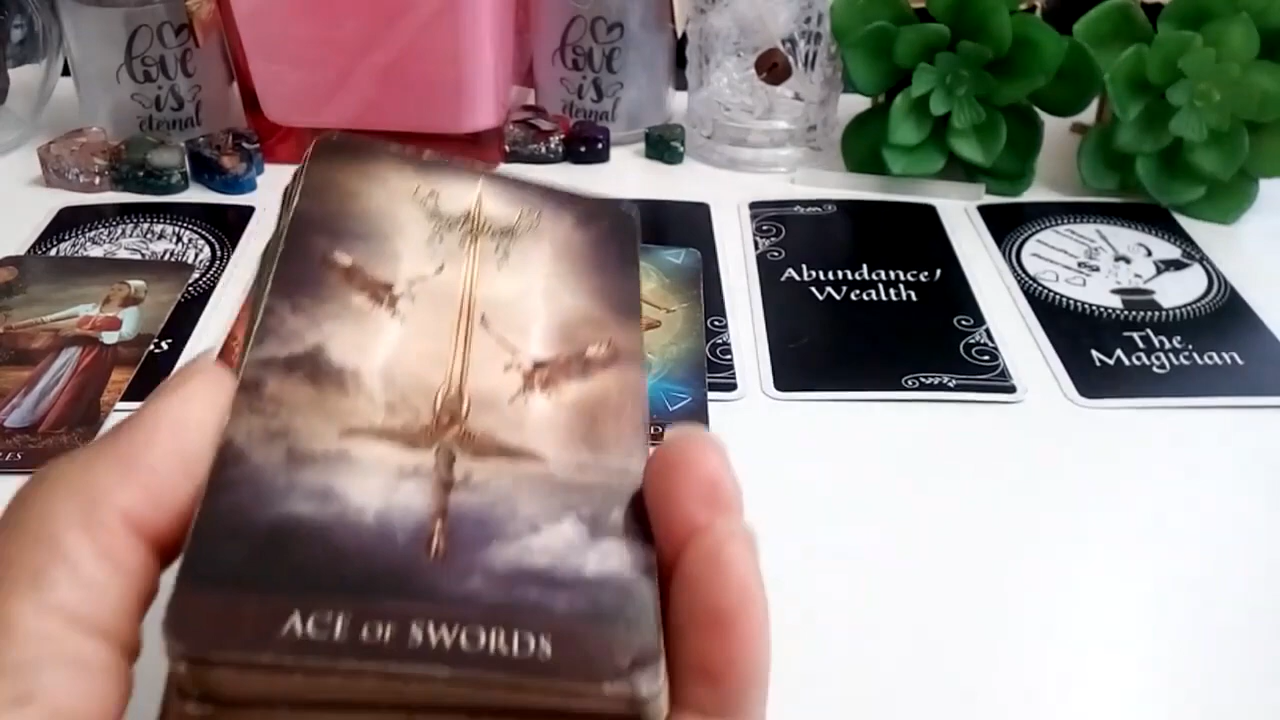 love
is
eternal
love
is
eternal
Abundance/
Wealth
The
Magician
ACE OF SWORDS